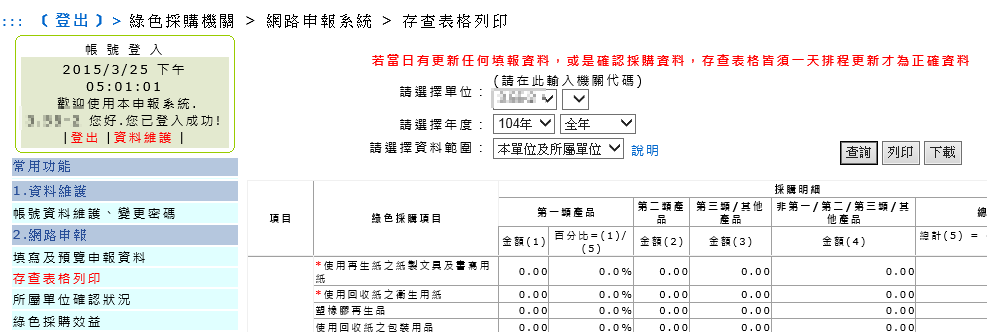 ::: 〔登出〕> 綠色採購機關 > 網路申報系統 > 存查表格列印
帳 號 登 入
2015/3/25 下午
05:01:01
歡迎使用本申報系統.
您好.您已登入成功!
|登出 |資料維護 |
常用功能
1.資料維護
帳號資料維護、變更密碼
2.網路申報
填寫及預覽申報資料
存查表格列印
所屬單位確認狀況
綠色採購效益
若當日有更新任何填報資料，或是確認採購資料，存查表格皆須一天排程更新才為正確資料
(請在此輸入機關代碼)
請選擇單位：
請選擇年度： 104年 全年
請選擇資料範圍： 本單位及所屬單位 說明
查詢 列印 下載
項目 綠色採購項目 採購明細
第一類產品 第二類產品 第三類/其他產品 非第一/第二/第三類/其他產品
金額(1) 百分比=(1)/(5) 金額(2) 金額(3) 金額(4) 總計(5) =
*使用再生紙之紙製文具及書寫用紙 0.00 0.0% 0.00 0.00 0.00
*使用回收紙之衛生用紙 0.00 0.0% 0.00 0.00 0.00
塑橡膠再生品 0.00 0.0% 0.00 0.00 0.00
使用回收紙之包裝用品 0.00 0.0% 0.00 0.00 0.00